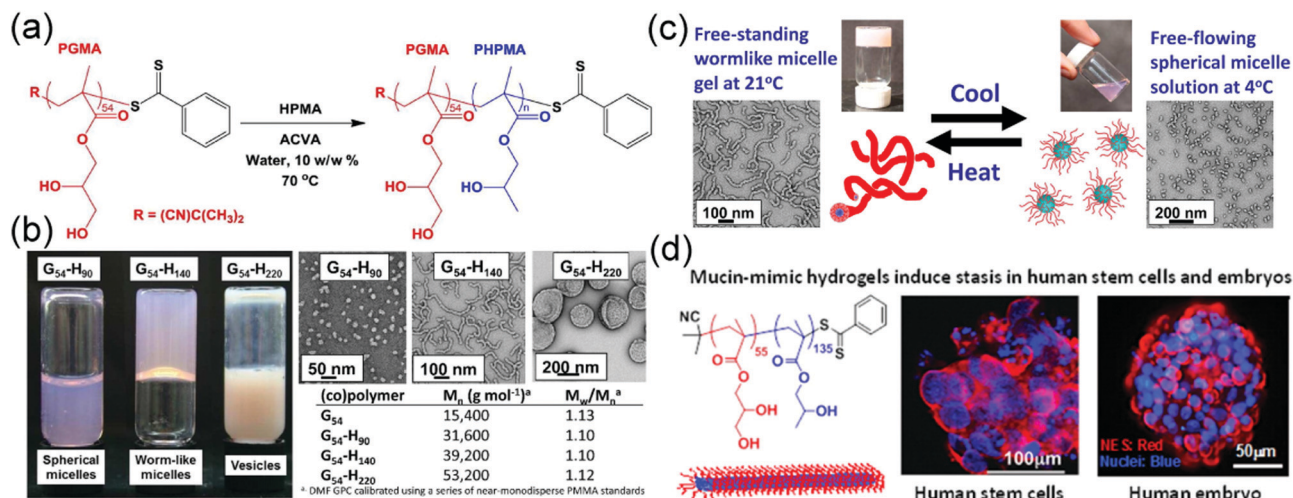 (a)
PGMA
R
54
S
S
O
O
HO
HO
HPMA
ACVA
Water, 10 w/w %
70 °C
R = (CN)C(CH3)2
PGMA
PHPMA
R
54
n
S
S
O
O
O
O
HO
HO
HO
(b)
G54-H90
G54-H140
G54-H220
Spherical
micelles
Worm-like
micelles
Vesicles
G54-H90
G54-H140
G54-H220
50 nm
100 nm
200 nm
(co)polymer Mn (g mol-1)a Mw/Mna
G54 15,400 1.13
G54-H90 31,600 1.10
G54-H140 39,200 1.10
G54-H220 53,200 1.12
a. DMF GPC calibrated using a series of near-monodisperse PMMA standards
(c)
Free-standing
wormlike micelle
gel at 21°C
100 nm
Cool
Heat
Free-flowing
spherical micelle
solution at 4°C
200 nm
(d)
Mucin-mimic hydrogels induce stasis in human stem cells and embryos
NC
55
135
S
S
O
O
O
O
OH
OH
HO
100µm
Human stem cells
NES: Red
Nuclei: Blue
50µm
Human embryo